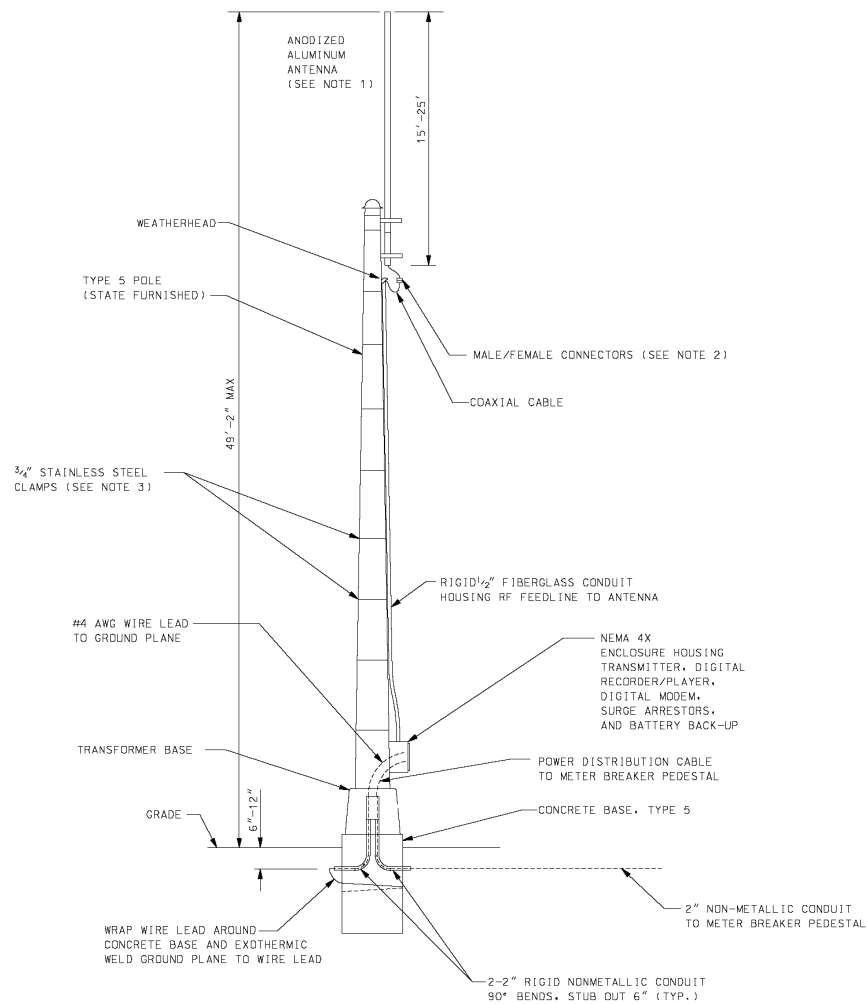 ANODIZED
ALUMINUM
ANTENNA
(SEE NOTE 1)
15'-25'
WEATHERHEAD
TYPE 5 POLE
(STATE FURNISHED)
49'-2" MAX
MALE/FEMALE CONNECTORS (SEE NOTE 2)
COAXIAL CABLE
3/4" STAINLESS STEEL
CLAMPS (SEE NOTE 3)
RIGID 1/2" FIBERGLASS CONDUIT
HOUSING RF FEEDLINE TO ANTENNA
#4 AWG WIRE LEAD
TO GROUND PLANE
NEMA 4X
ENCLOSURE HOUSING
TRANSMITTER, DIGITAL
RECORDER/PLAYER,
DIGITAL MODEM,
SURGE ARRESTORS,
AND BATTERY BACK-UP
TRANSFORMER BASE
POWER DISTRIBUTION CABLE
TO METER BREAKER PEDESTAL
6"-12"
GRADE
CONCRETE BASE, TYPE 5
2" NON-METALLIC CONDUIT
TO METER BREAKER PEDESTAL
WRAP WIRE LEAD AROUND
CONCRETE BASE AND EXOTHERMIC
WELD GROUND PLANE TO WIRE LEAD
2-2" RIGID NONMETALLIC CONDUIT
90° BENDS, STUB OUT 6" (TYP.)